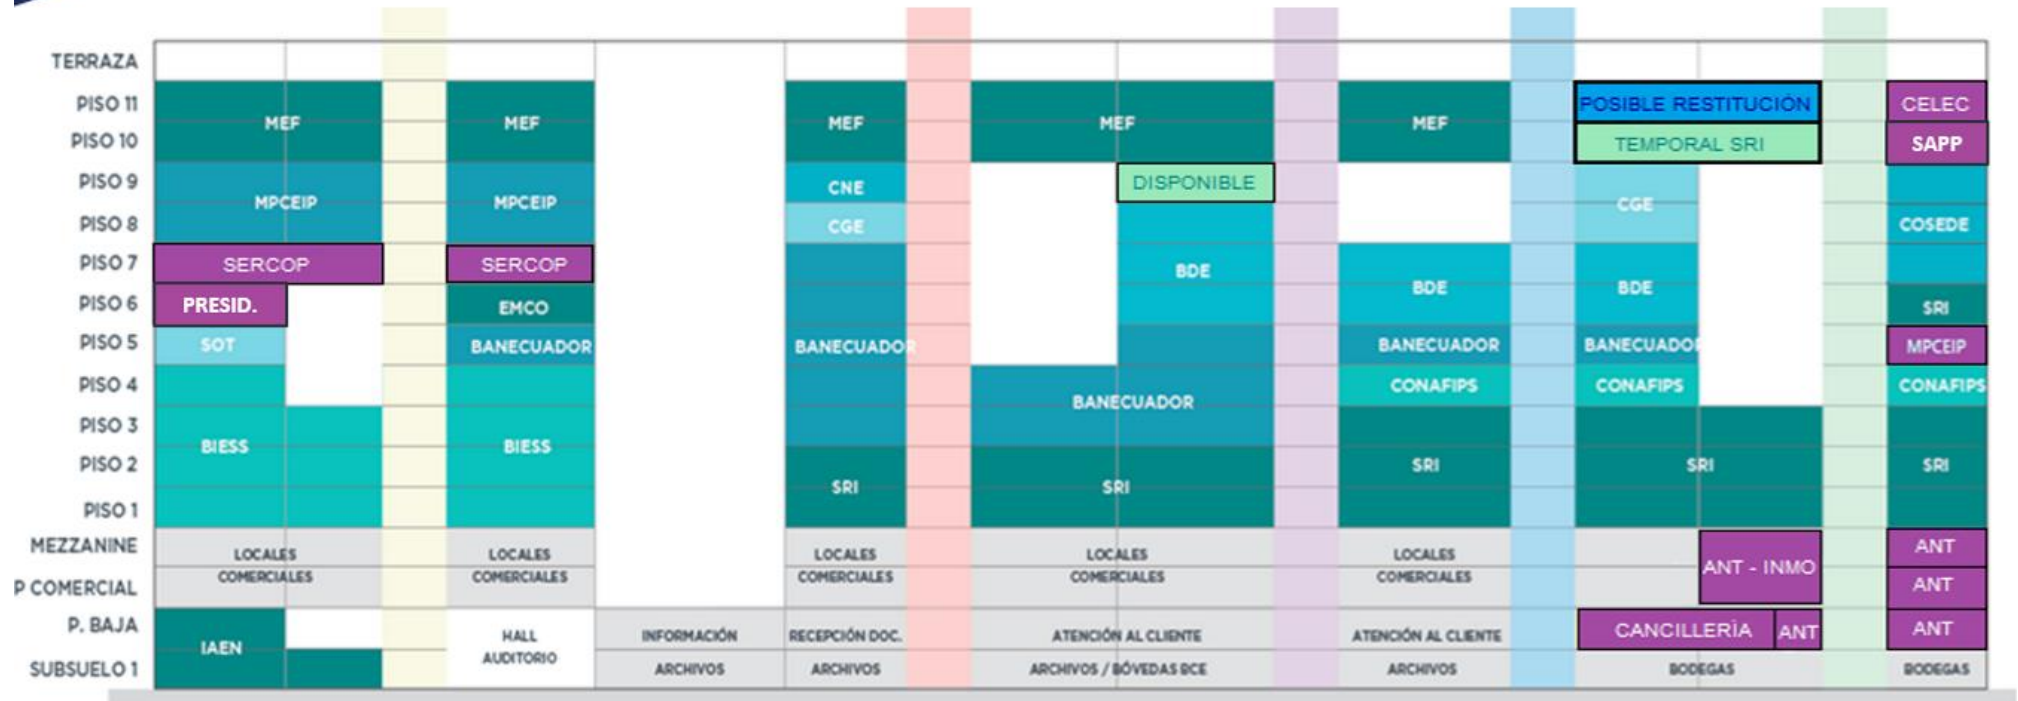 TERRAZA
PISO 11
POSIBLE RESTITUCIÓN
CELEC
MEF
MEF
MEF
MEF
MEF
PISO 10
TEMPORAL SRI
SAPP
PISO 9
CNE
DISPONIBLE
MPCEIP
MPCEIP
CGE
PISO 8
CGE
COSEDE
PISO 7
SERCOP
SERCOP
BDE
BDE
BDE
PISO 6
PRESID.
EMCO
SRI
PISO 5
SOT
BANECUADOR
BANECUADOR
BANECUADOR
BANECUADO
MPCEIP
PISO 4
CONAFIPS
CONAFIPS
CONAFIPS
BANECUADOR
PISO 3
BIESS
BIESS
PISO 2
SRI
SRI
SRI
SRI
SRI
PISO 1
MEZZANINE
LOCALES
LOCALES
LOCALES
LOCALES
LOCALES
ANT
ANT - INMO
P COMERCIAL
COMERCIALES
COMERCIALES
COMERCIALES
COMERCIALES
COMERCIALES
ANT
P. BAJA
IAEN
HALL
AUDITORIO
INFORMACIÓN
RECEPCIÓN DOC.
ATENCIÓN AL CLIENTE
ATENCIÓN AL CLIENTE
CANCILLERÌA
ANT
ANT
SUBSUELO 1
ARCHIVOS
ARCHIVOS
ARCHIVOS / BÓVEDAS BCE
ARCHIVOS
BODEGAS
BODEGAS